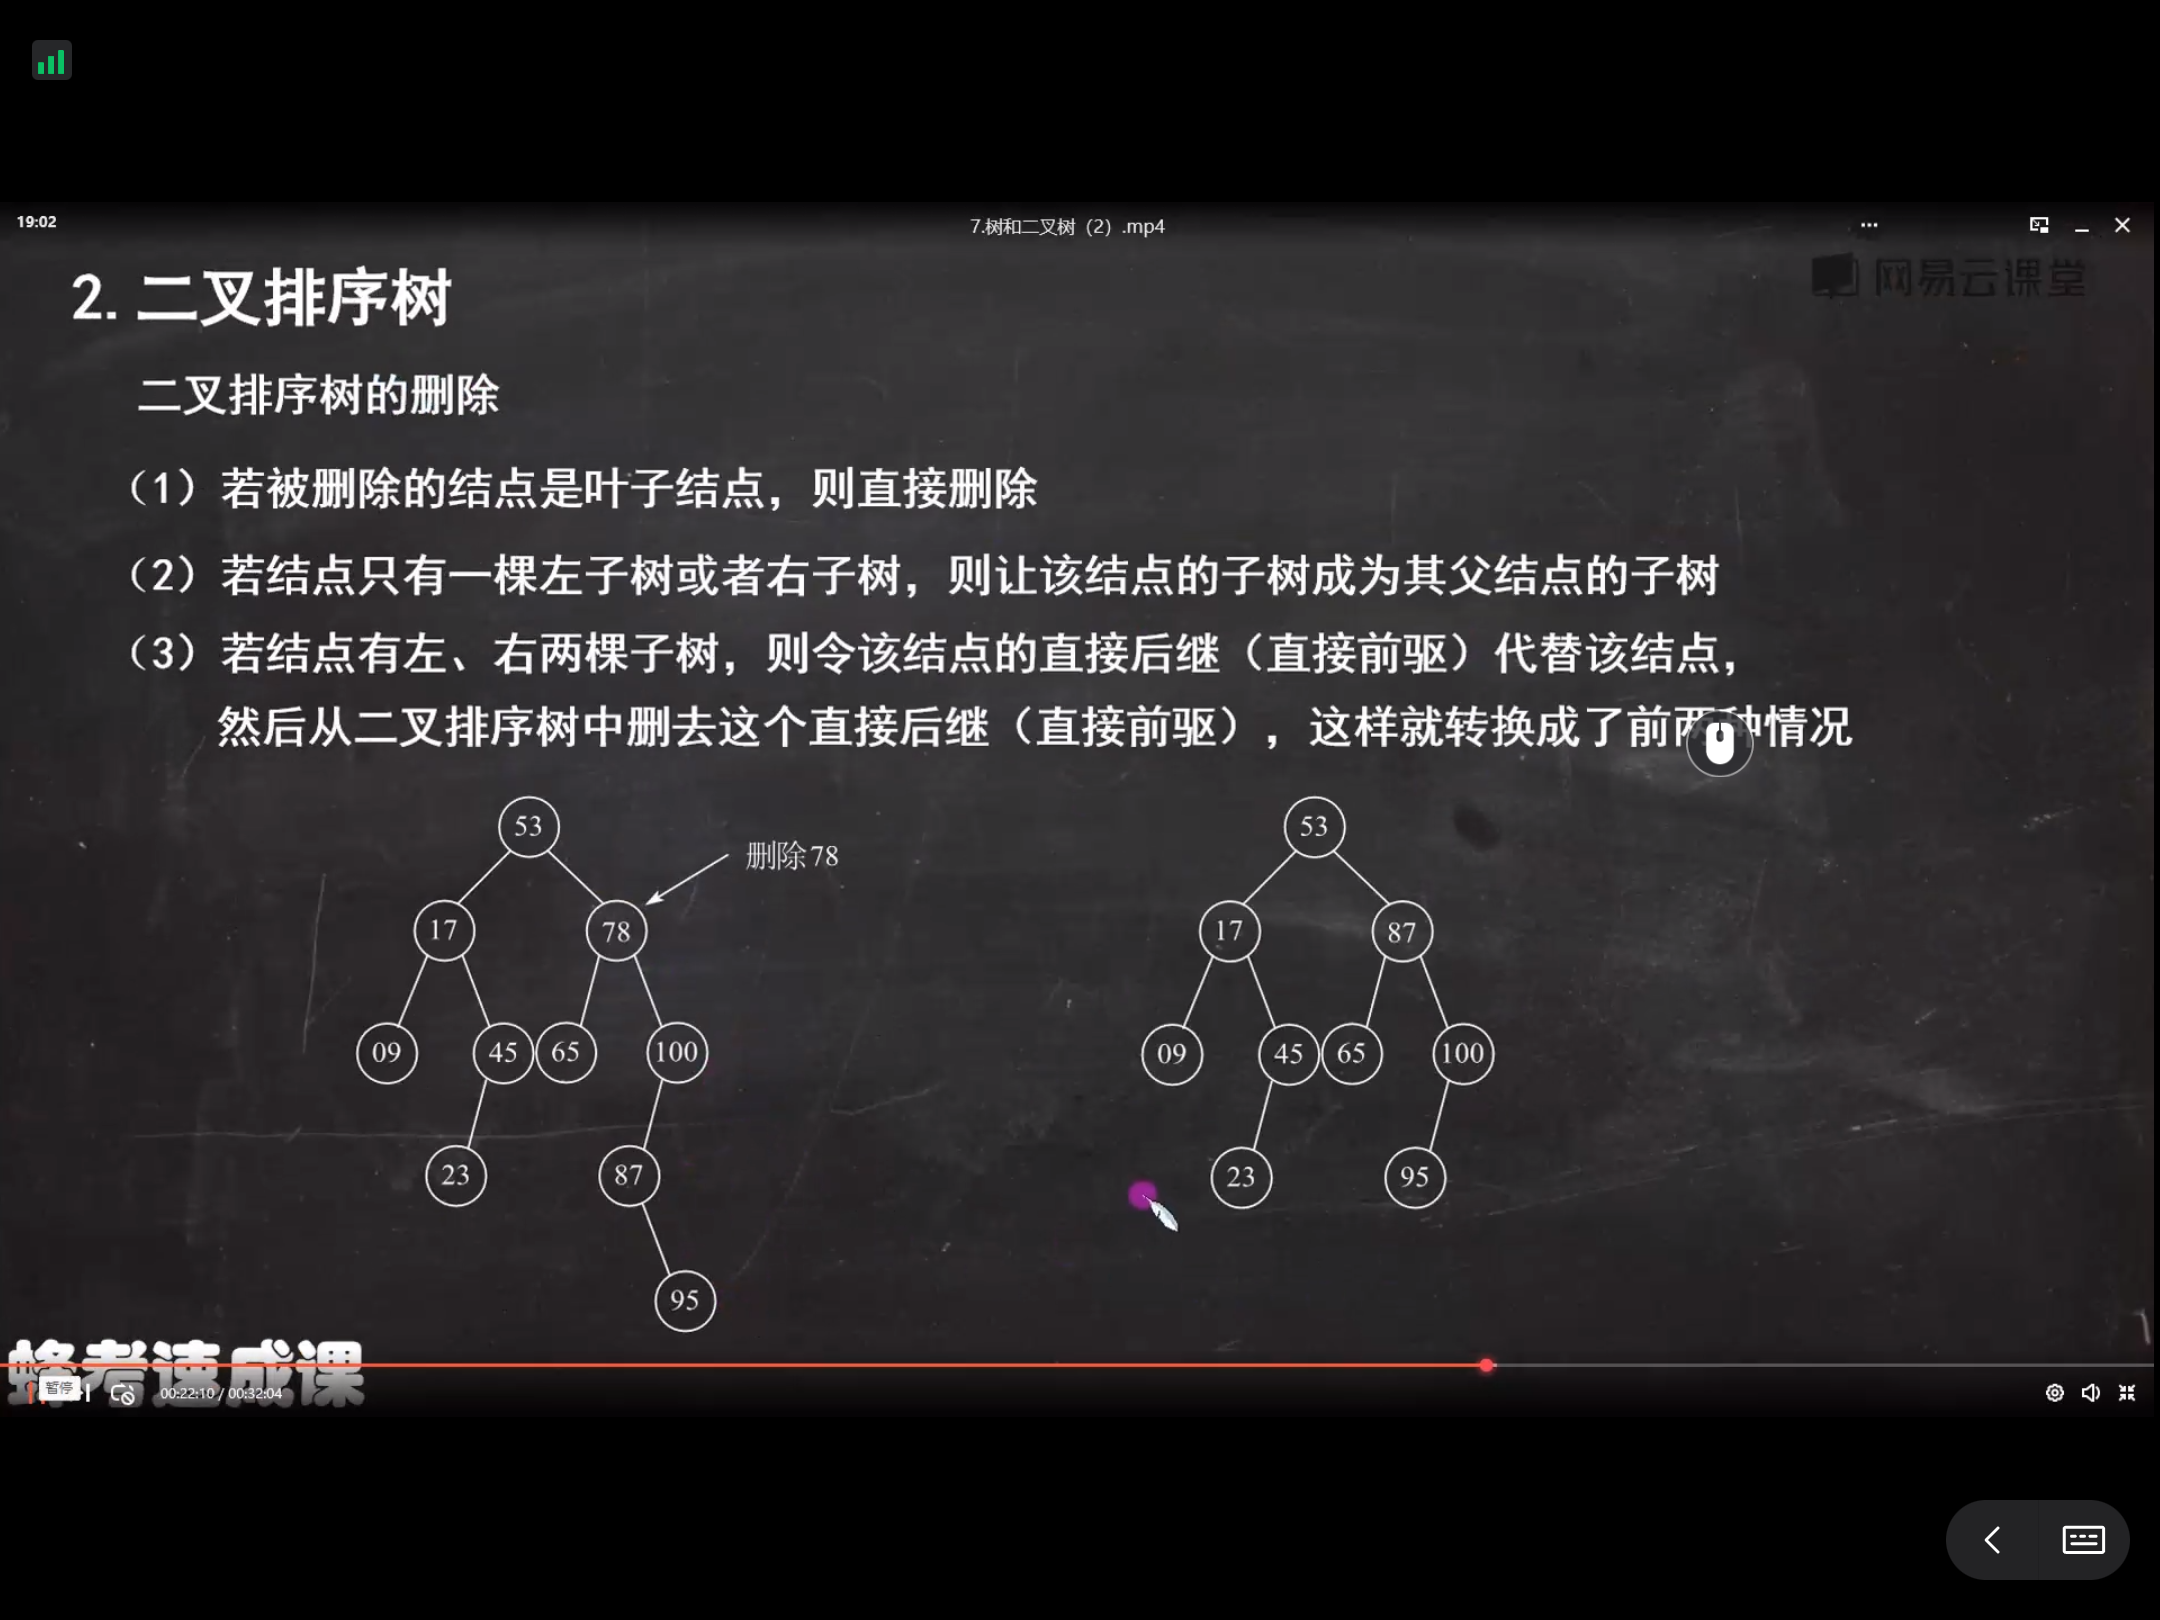 19:02
7.树和二叉树（2）.mp4
网易云课堂
2. 二叉排序树
二叉排序树的删除
（1）若被删除的结点是叶子结点，则直接删除
（2）若结点只有一棵左子树或者右子树，则让该结点的子树成为其父结点的子树
（3）若结点有左、右两棵子树，则令该结点的直接后继（直接前驱）代替该结点，
然后从二叉排序树中删去这个直接后继（直接前驱），这样就转换成了前两种情况
53
53
删除78
17
78
17
87
09
45
65
100
09
45
65
100
23
87
23
95
95
蜂考速成课
暂停
00:22:10 / 00:32:04